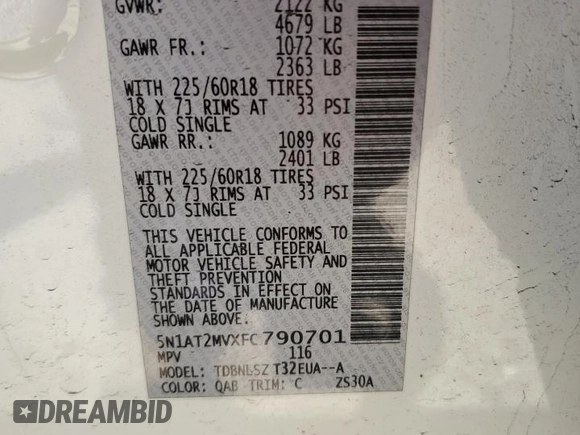 GVWR: 2122 KG
4679 LB
GAWR FR.: 1072 KG
2363 LB
WITH 225/60R18 TIRES
18 X 7J RIMS AT 33 PSI
COLD SINGLE
GAWR RR.: 1089 KG
2401 LB
WITH 225/60R18 TIRES
18 X 7J RIMS AT 33 PSI
COLD SINGLE
THIS VEHICLE CONFORMS TO
ALL APPLICABLE FEDERAL
MOTOR VEHICLE SAFETY AND
THEFT PREVENTION
STANDARDS IN EFFECT ON
THE DATE OF MANUFACTURE
SHOWN ABOVE.
5N1AT2MVXFC790701
MPV 116
MODEL: TDBNLSZ T32EUA--A
COLOR: QAB TRIM: C ZS30A
DREAMBID